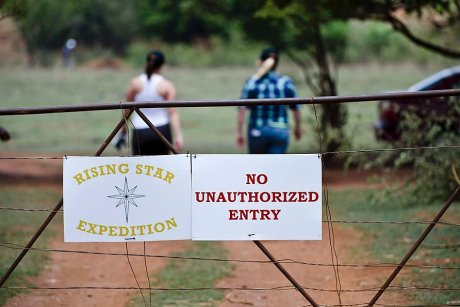 RISING STAR
EXPEDITION
NO
UNAUTHORIZED
ENTRY